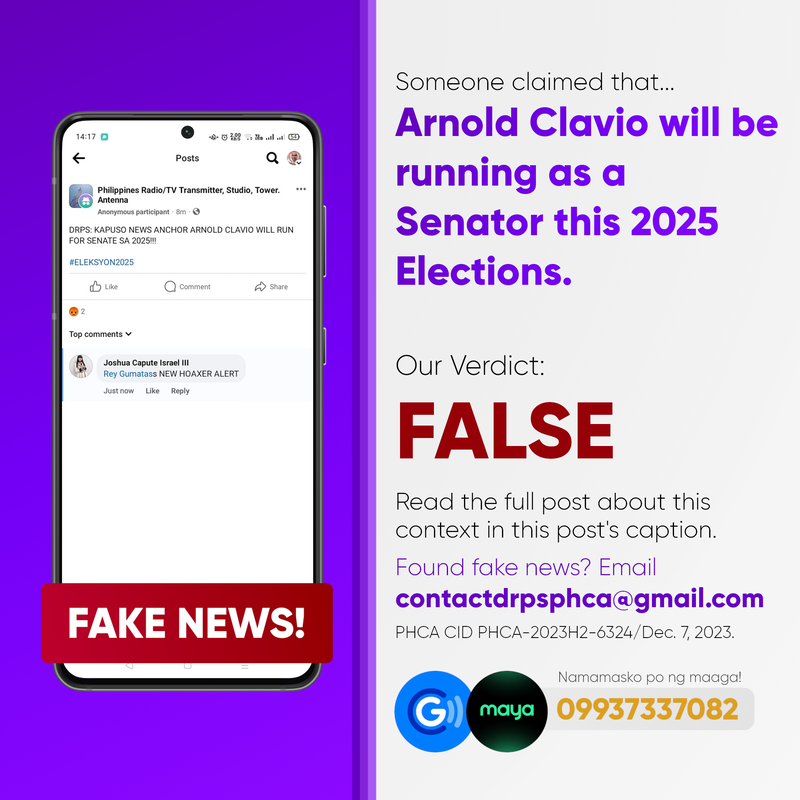 14:17
Posts
Philippines Radio/TV Transmitter, Studio, Tower.
Antenna
Anonymous participant · 8m ·
DRPS: KAPUSO NEWS ANCHOR ARNOLD CLAVIO WILL RUN
FOR SENATE SA 2025!!!
#ELEKSYON2025
Like Comment Share
2
Top comments
Joshua Capute Israel III
Rey Gumatass NEW HOAXER ALERT
Just now Like Reply
FAKE NEWS!
Someone claimed that...
Arnold Clavio will be
running as a
Senator this 2025
Elections.
Our Verdict:
FALSE
Read the full post about this
context in this post's caption.
Found fake news? Email
contactdrpsphca@gmail.com
PHCA CID PHCA-2023H2-6324/Dec. 7, 2023.
Namamasko po ng maaga!
G maya 09937337082